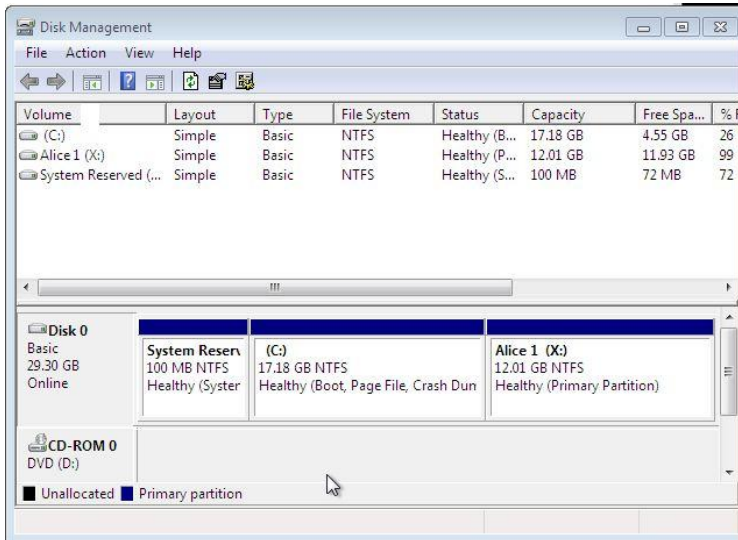 Disk Management
File Action View Help
Volume Layout Type File System Status Capacity Free Spa... %
(C:) Simple Basic NTFS Healthy (B... 17.18 GB 4.55 GB 26
Alice 1 (X:) Simple Basic NTFS Healthy (P... 12.01 GB 11.93 GB 99
System Reserved (... Simple Basic NTFS Healthy (S... 100 MB 72 MB 72
Disk 0
Basic
29.30 GB
Online
System Reserv
100 MB NTFS
Healthy (Syster
(C:)
17.18 GB NTFS
Healthy (Boot, Page File, Crash Dun
Alice 1 (X:)
12.01 GB NTFS
Healthy (Primary Partition)
CD-ROM 0
DVD (D:)
Unallocated Primary partition